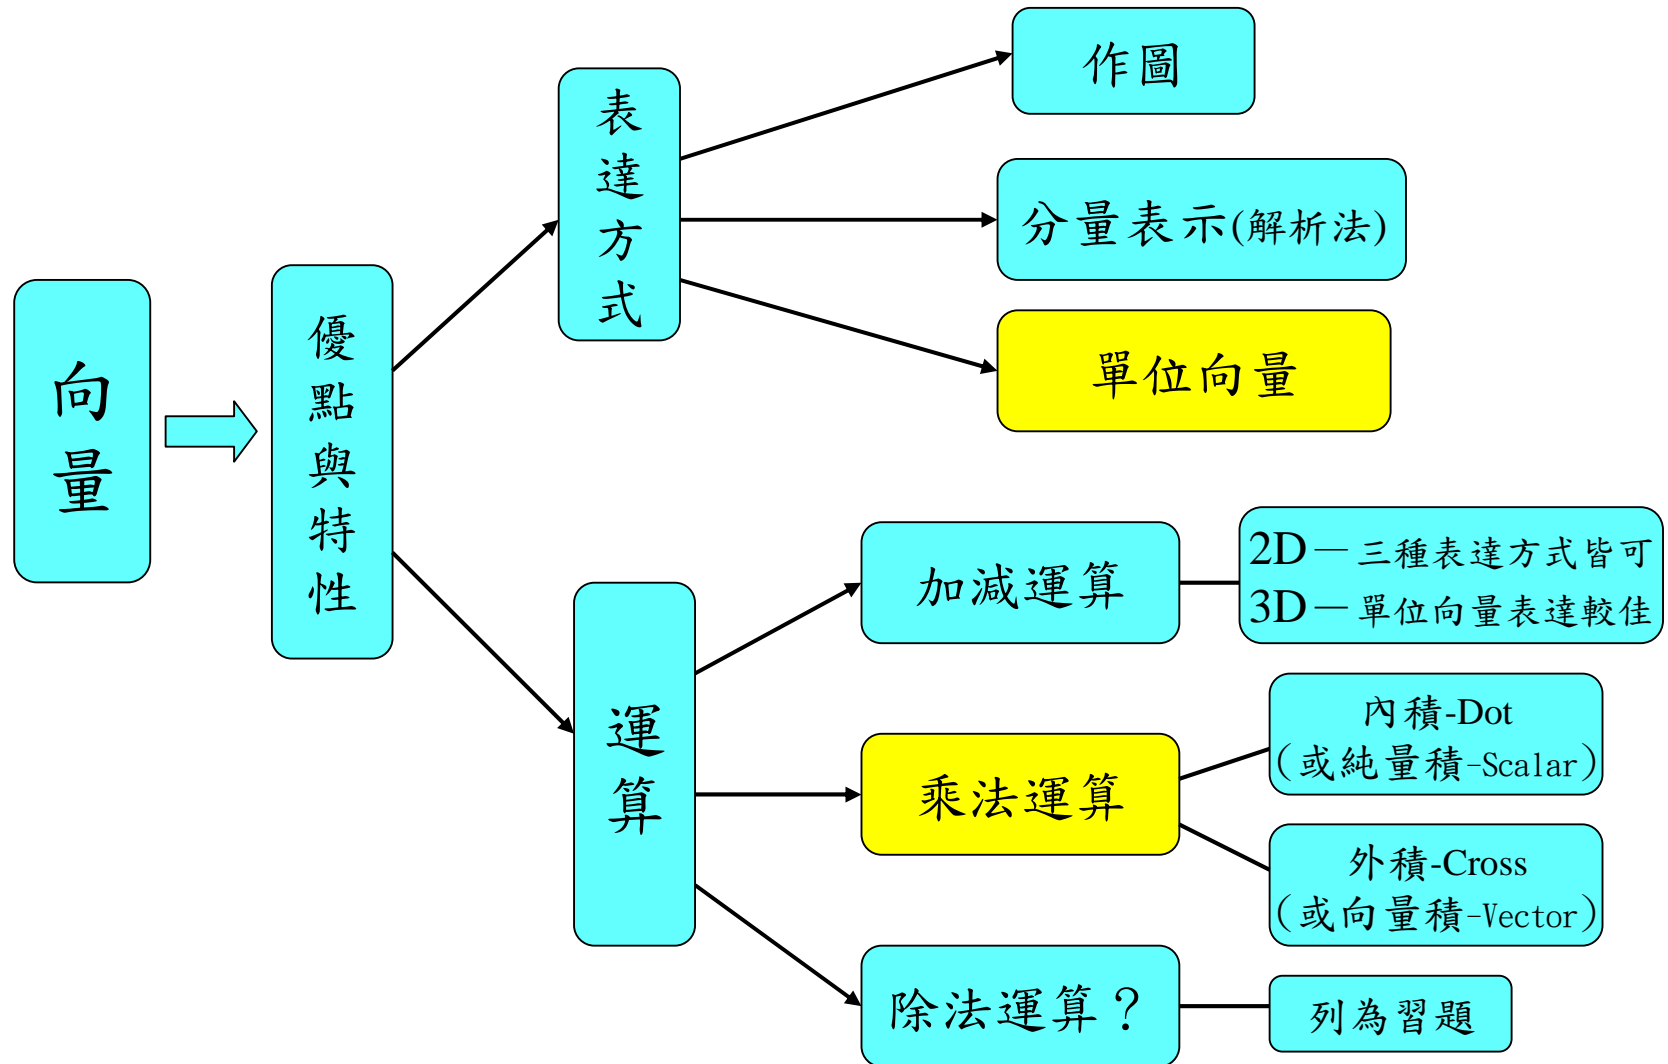 向量
優點與特性
表達方式
作圖
分量表示(解析法)
單位向量
運算
加減運算
2D－三種表達方式皆可
3D－單位向量表達較佳
乘法運算
內積-Dot
(或純量積-Scalar)
外積-Cross
(或向量積-Vector)
除法運算？
列為習題